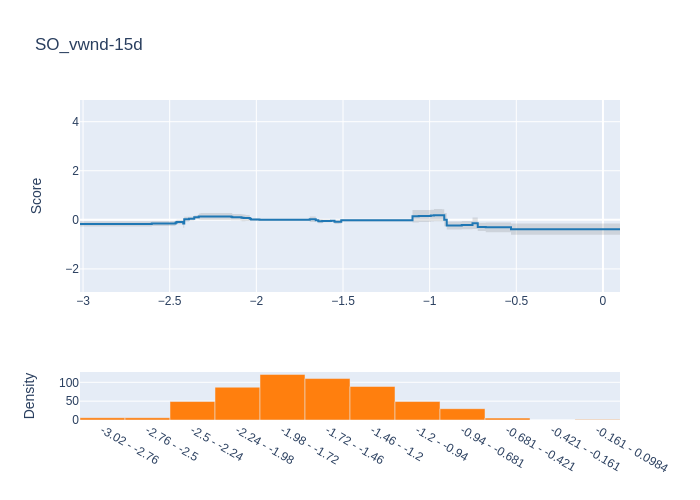 SO_vwnd-15d
Score
4
2
0
−2
−3
−2.5
−2
−1.5
−1
−0.5
0
Density
100
50
0
-3.02 - -2.76
-2.76 - -2.5
-2.5 - -2.24
-2.24 - -1.98
-1.98 - -1.72
-1.72 - -1.46
-1.46 - -1.2
-1.2 - -0.94
-0.94 - -0.681
-0.681 - -0.421
-0.421 - -0.161
-0.161 - 0.0984